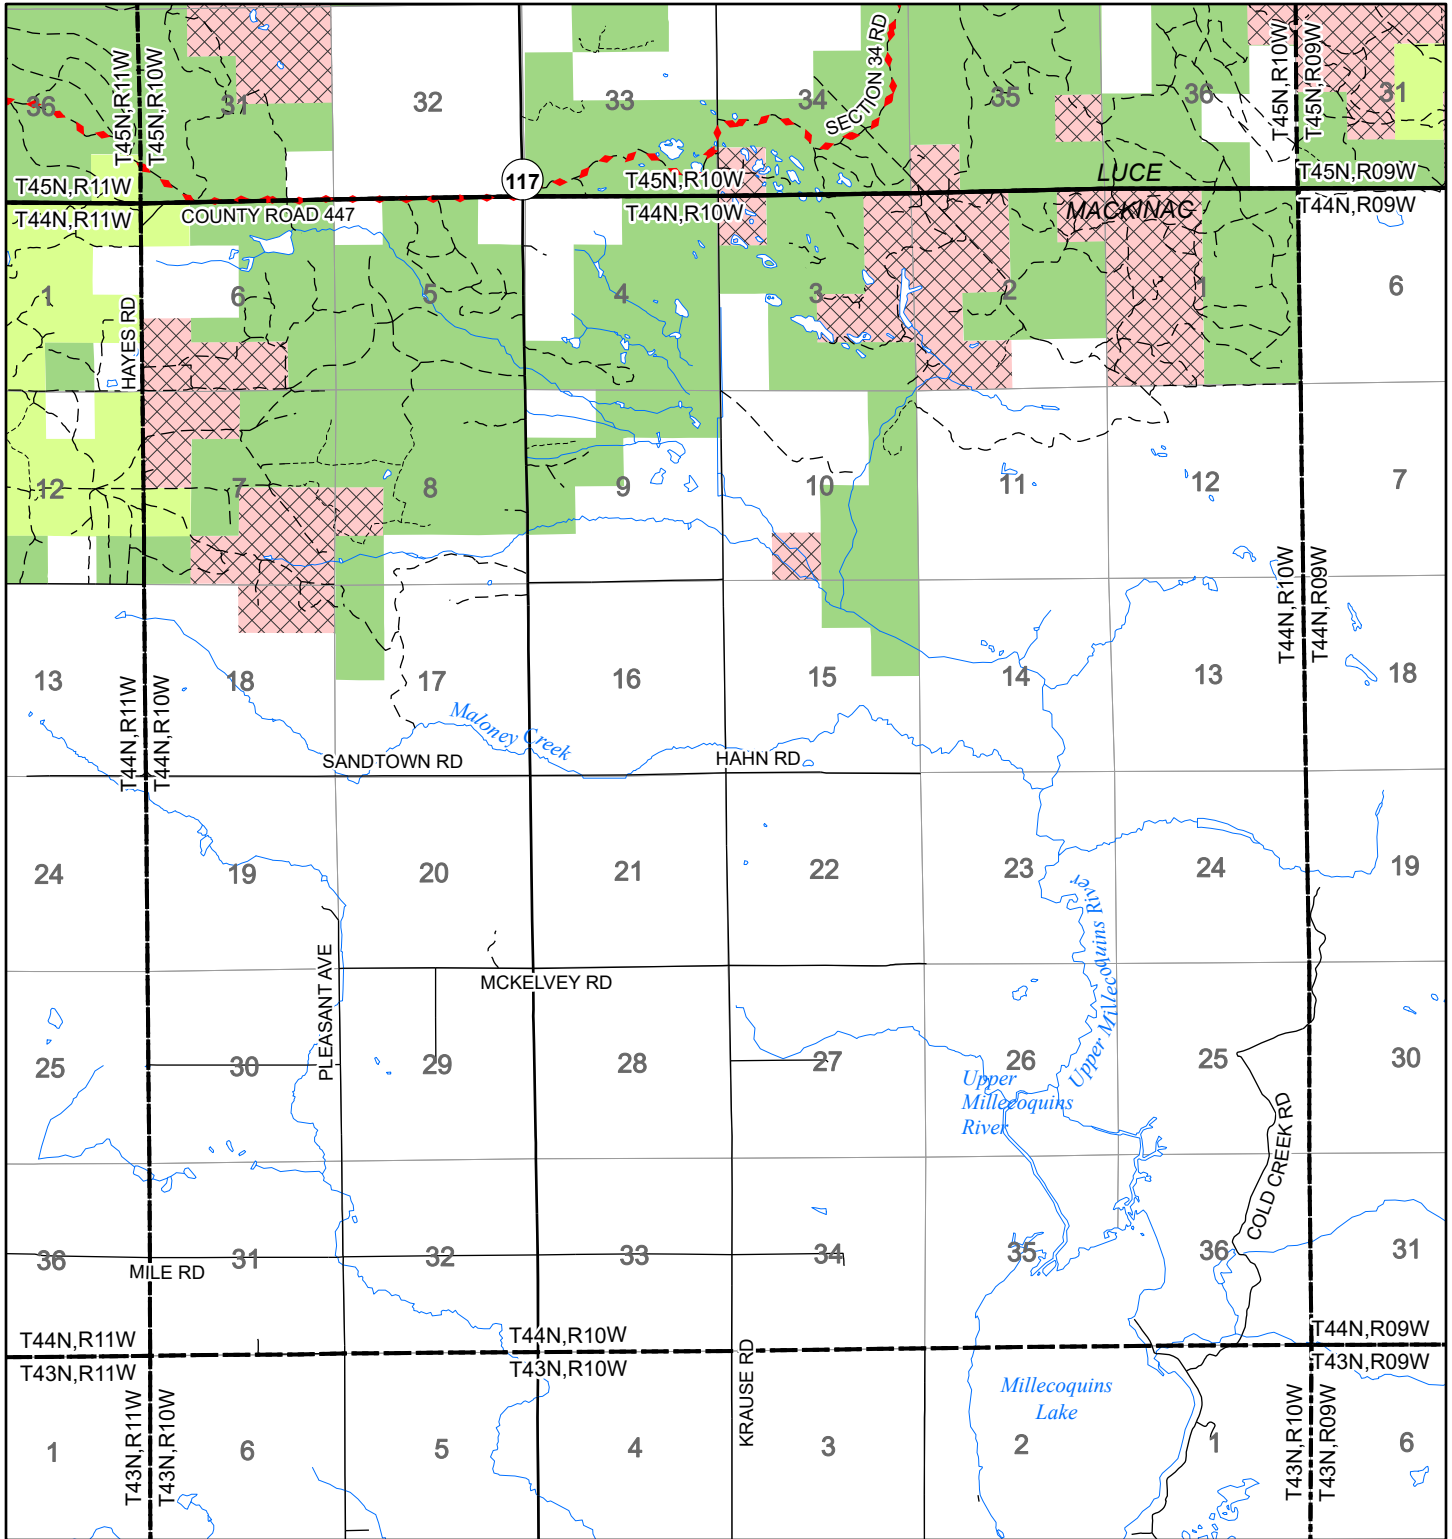 36
31
32
33
34
35
36
31
SECTION 34 RD
T45N,R11W
T45N,R10W
T45N,R10W
T45N,R09W
T45N,R11W
117
T45N,R10W
LUCE
T45N,R09W
T44N,R11W
COUNTY ROAD 447
T44N,R10W
MACKINAC
T44N,R09W
1
6
5
4
3
2
1
6
HAYES RD
12
7
8
9
10
11
12
7
T44N,R10W
T44N,R09W
13
18
17
16
15
14
13
18
T44N,R11W
T44N,R10W
Maloney Creek
SANDTOWN RD
HAHN RD
24
19
20
21
22
23
24
19
Upper Millecoquins River
PLEASANT AVE
MCKELVEY RD
25
30
29
28
27
26
25
30
Upper
Millecoquins
River
COLD CREEK RD
36
31
32
33
34
35
36
31
MILE RD
T44N,R11W
T44N,R10W
T44N,R09W
T43N,R11W
T43N,R10W
T43N,R09W
KRAUSE RD
Millecoquins
Lake
T43N,R11W
T43N,R10W
T43N,R10W
T43N,R09W
1
6
5
4
3
2
1
6